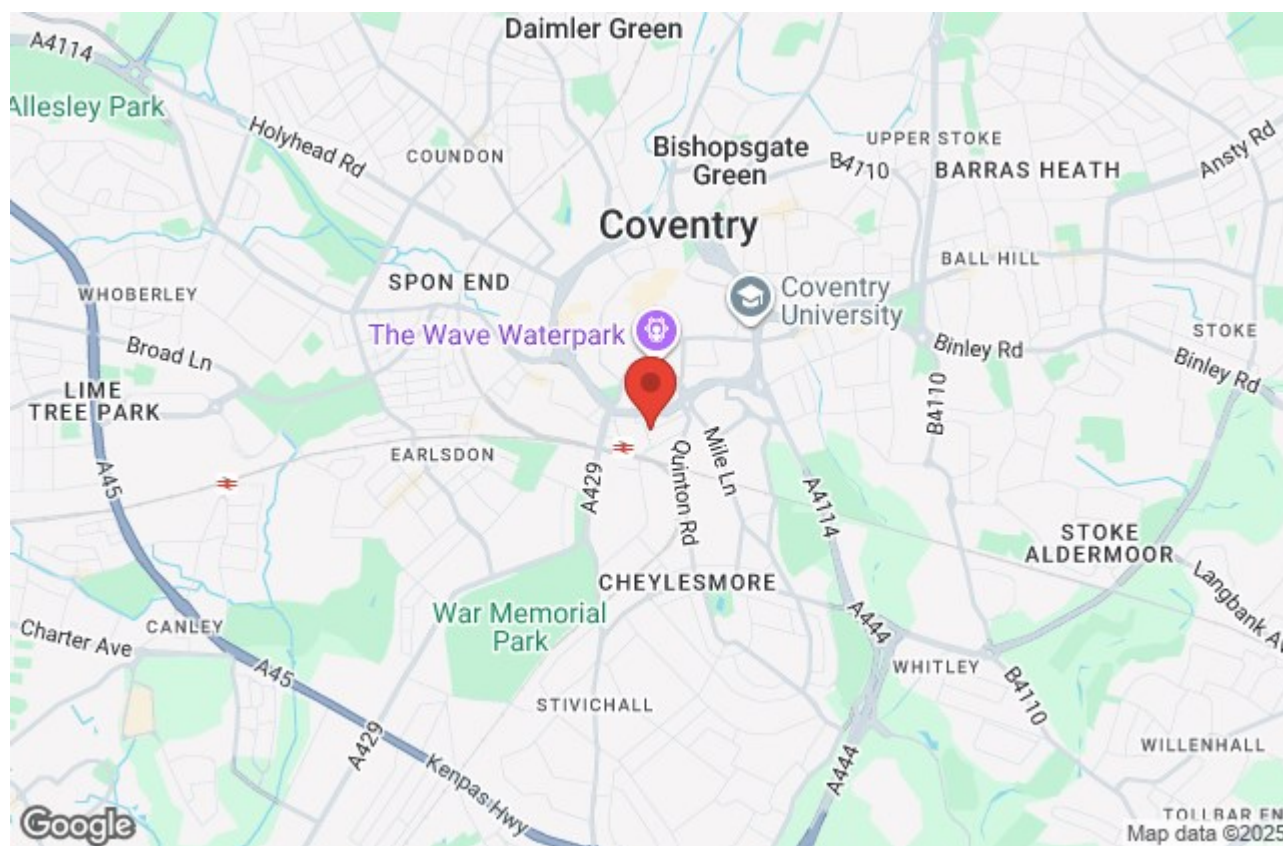 Daimler Green
A4114
Allesley Park
Holyhead Rd
COUNDON
Bishopsgate
Green
B4110
UPPER STOKE
BARRAS HEATH
Ansty Rd
Coventry
BALL HILL
WHOBERLEY
SPON END
Coventry
University
STOKE
The Wave Waterpark
Broad Ln
Binley Rd
Binley Rd
LIME
TREE PARK
B4110
EARLSDON
A45
A429
Quinton Rd
Mile Ln
A4114
STOKE
ALDERMOOR
CHEYLESMORE
Langbank Av
War Memorial
Park
CANLEY
Charter Ave
A45
A444
WHITLEY
B4110
STIVICHALL
A429
Kenpas Hwy
A444
WILLENHALL
TOLLBAR EN
Google
Map data ©2025